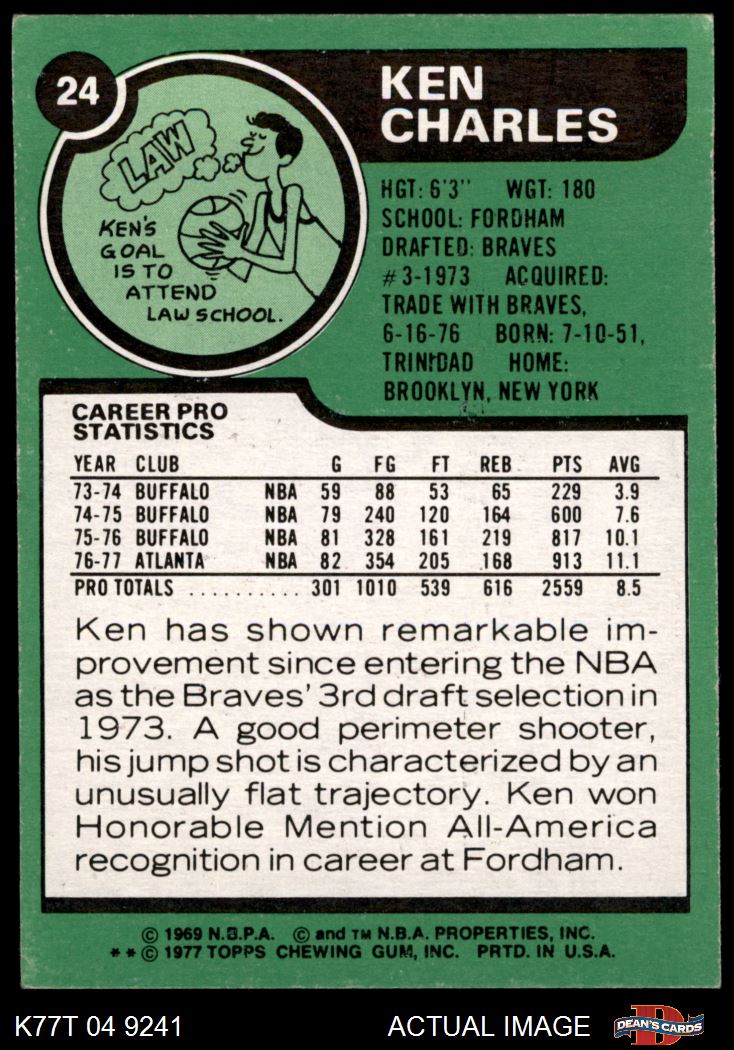 24
KEN
CHARLES
LAW
KEN'S
GOAL
IS TO
ATTEND
LAW SCHOOL.
HGT: 6'3'' WGT: 180
SCHOOL: FORDHAM
DRAFTED: BRAVES
#3-1973 ACQUIRED:
TRADE WITH BRAVES,
6-16-76 BORN: 7-10-51,
TRINIDAD HOME:
BROOKLYN, NEW YORK
CAREER PRO
STATISTICS
YEAR CLUB G FG FT REB PTS AVG
73-74 BUFFALO NBA 59 88 53 65 229 3.9
74-75 BUFFALO NBA 79 240 120 164 600 7.6
75-76 BUFFALO NBA 81 328 161 219 817 10.1
76-77 ATLANTA NBA 82 354 205 168 913 11.1
PRO TOTALS .......... 301 1010 539 616 2559 8.5
Ken has shown remarkable im-
provement since entering the NBA
as the Braves' 3rd draft selection in
1973. A good perimeter shooter,
his jump shot is characterized by an
unusually flat trajectory. Ken won
Honorable Mention All-America
recognition in career at Fordham.
© 1969 N.B.P.A. © and TM N.B.A. PROPERTIES, INC.
**© 1977 TOPPS CHEWING GUM, INC. PRTD. IN U.S.A.
K77T 04 9241 ACTUAL IMAGE D DEAN'S CARDS